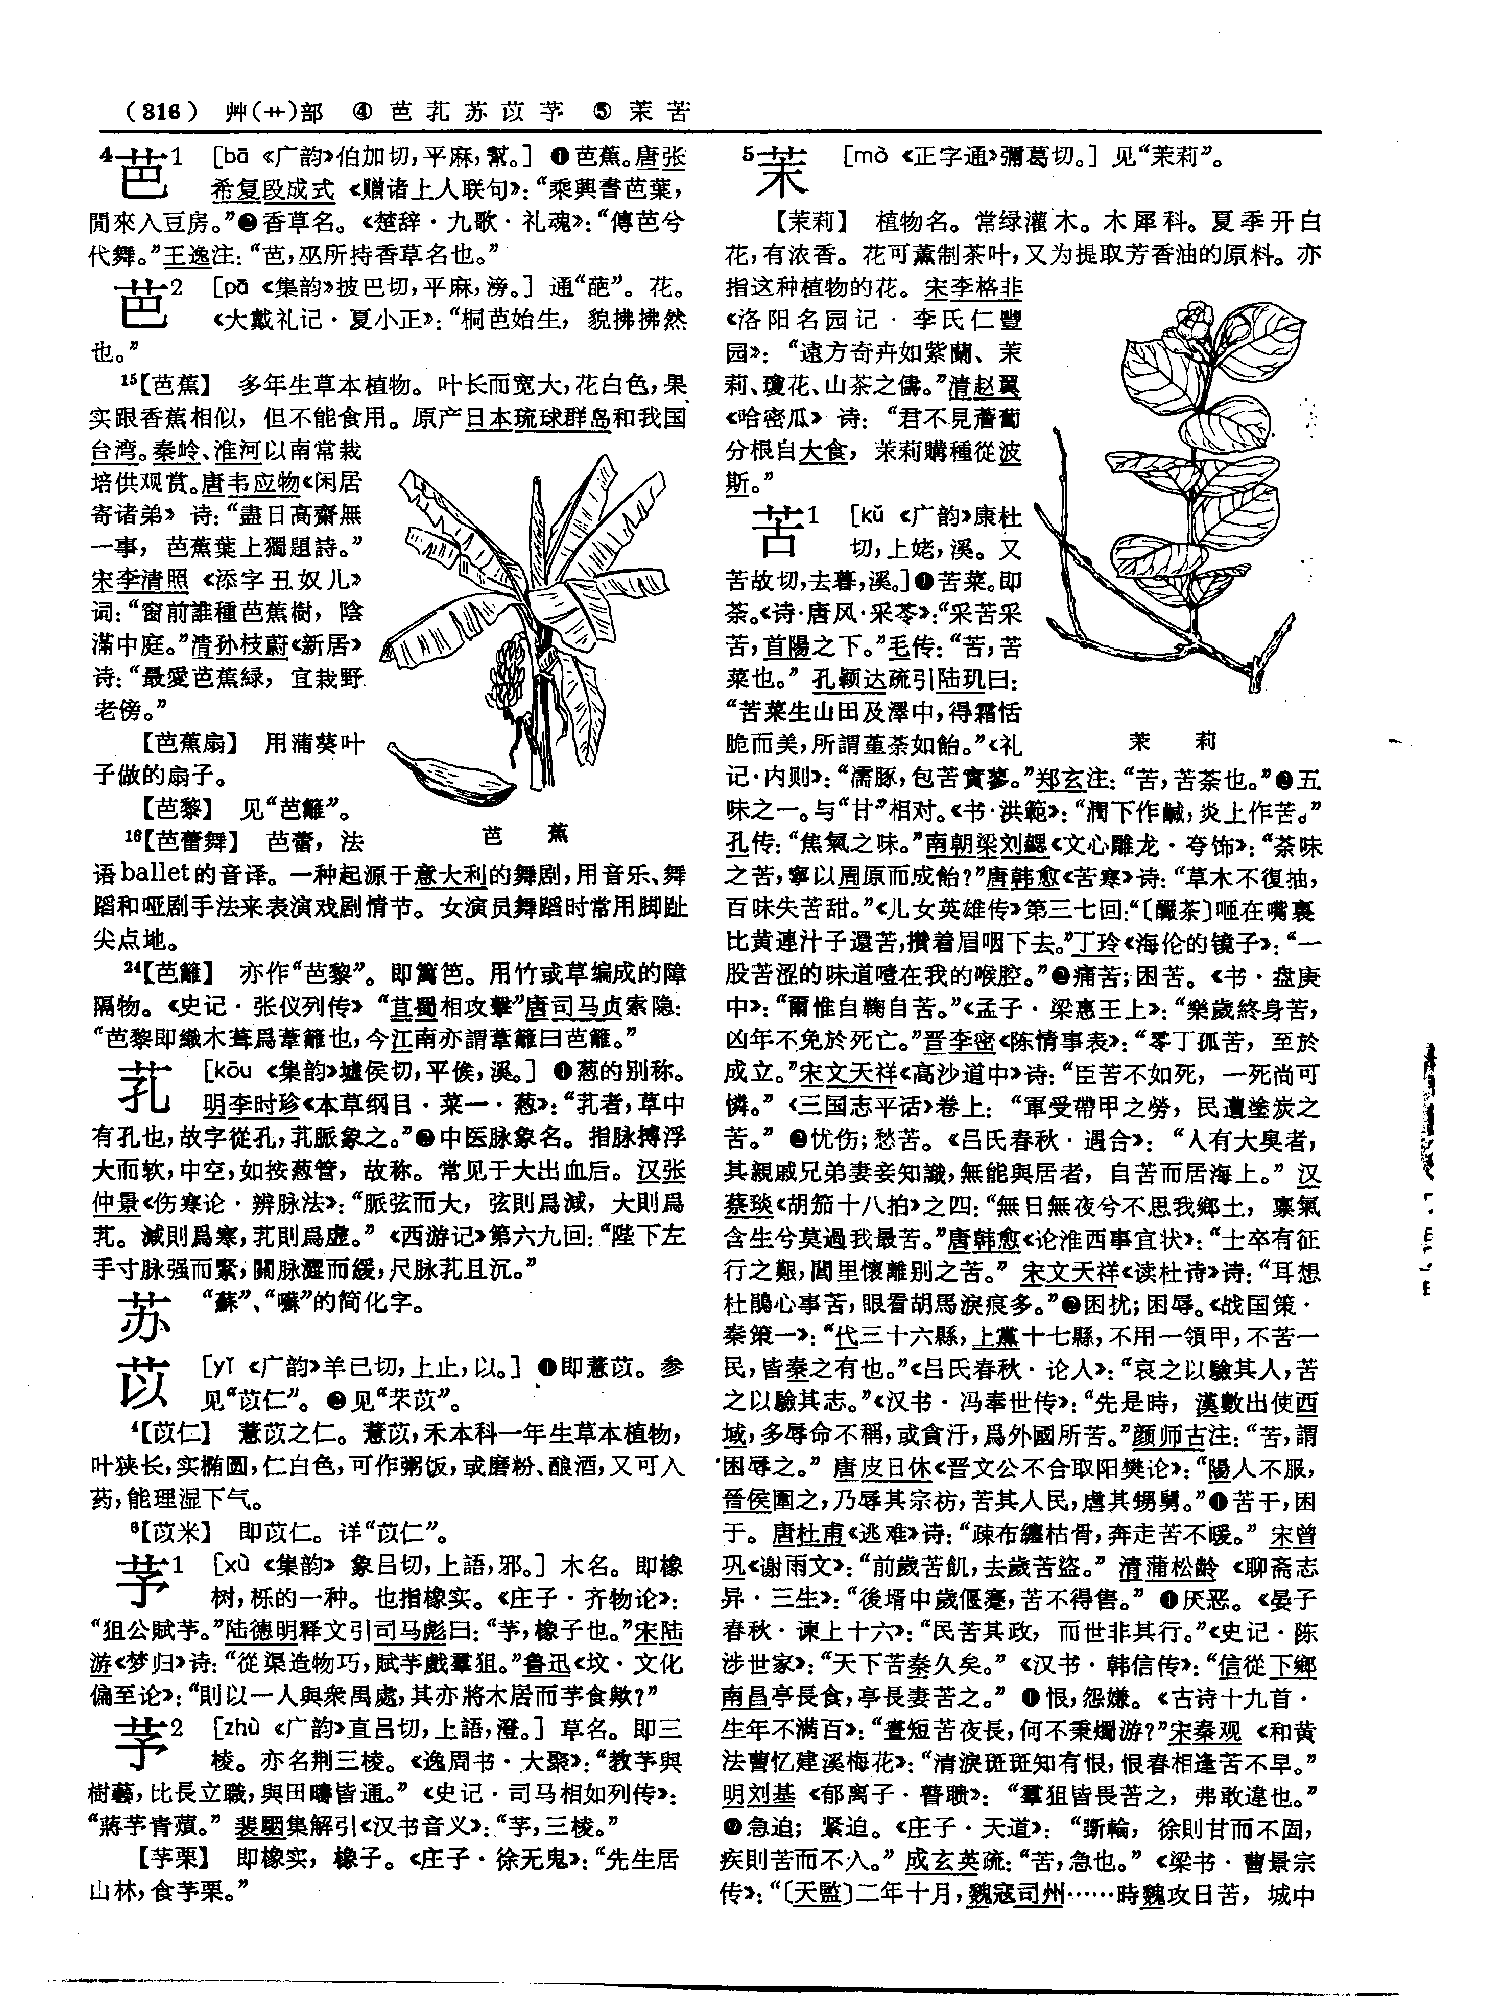 (316) 艸(艹)部 ④ 芭芤苏苡芧 ⑤ 茉苦
4芭1 [bā《广韵》伯加切,平麻,幫。] ❶芭蕉。唐张
希复段成式《赠诸上人联句》:“乘興書芭葉,
閒來入豆房。”❷香草名。《楚辞·九歌·礼魂》:“傳芭兮
代舞。”王逸注:“芭,巫所持香草名也。”
芭2 [pā《集韵》披巴切,平麻,滂。] 通“葩”。花。
《大戴礼记·夏小正》:“桐芭始生,貌拂拂然
也。”
15【芭蕉】 多年生草本植物。叶长而宽大,花白色,果
实跟香蕉相似,但不能食用。原产日本琉球群岛和我国
台湾。秦岭、淮河以南常栽
培供观赏。唐韦应物《闲居
寄诸弟》诗:“盡日高齋無
一事,芭蕉葉上獨題詩。”
宋李清照《添字丑奴儿》
词:“窗前誰種芭蕉樹,陰
滿中庭。”清孙枝蔚《新居》
诗:“最愛芭蕉緑,宜栽野
老傍。”
【芭蕉扇】 用蒲葵叶
子做的扇子。
【芭黎】 见“芭籬”。
16【芭蕾舞】 芭蕾,法
芭 蕉
语ballet的音译。一种起源于意大利的舞剧,用音乐、舞
蹈和哑剧手法来表演戏剧情节。女演员舞蹈时常用脚趾
尖点地。
24【芭籬】 亦作“芭黎”。即篱笆。用竹或草编成的障
隔物。《史记·张仪列传》“苴蜀相攻擊”唐司马贞索隐:
“芭黎即織木葺爲葦籬也,今江南亦謂葦籬曰芭籬。”
芤 [kōu《集韵》墟侯切,平侯,溪。] ❶葱的别称。
明李时珍《本草纲目·菜一·葱》:“芤者,草中
有孔也,故字從孔,芤脈象之。”❷中医脉象名。指脉搏浮
大而软,中空,如按葱管,故称。常见于大出血后。汉张
仲景《伤寒论·辨脉法》:“脈弦而大,弦則爲減,大則爲
芤。減則爲寒,芤則爲虚。”《西游记》第六九回:“陛下左
手寸脉强而緊,關脉澀而緩,尺脉芤且沉。”
苏 “蘇”、“囌”的简化字。
苡 [yǐ《广韵》羊己切,上止,以。] ❶即薏苡。参
见“苡仁”。❷见“芣苡”。
4【苡仁】 薏苡之仁。薏苡,禾本科一年生草本植物,
叶狭长,实椭圆,仁白色,可作粥饭,或磨粉、酿酒,又可入
药,能理湿下气。
6【苡米】 即苡仁。详“苡仁”。
芧1 [xù《集韵》象吕切,上語,邪。] 木名。即橡
树,栎的一种。也指橡实。《庄子·齐物论》:
“狙公賦芧。”陆德明释文引司马彪曰:“芧,橡子也。”宋陆
游《梦归》诗:“從渠造物巧,賦芧戲羣狙。”鲁迅《坟·文化
偏至论》:“則以一人與衆禺處,其亦將木居而芧食歟?”
芧2 [zhù《广韵》直吕切,上語,澄。] 草名。即三
棱。亦名荆三棱。《逸周书·大聚》:“教芧與
樹藝,比長立職,與田疇皆通。”《史记·司马相如列传》:
“蔣芧青薠。”裴駰集解引《汉书音义》:“芧,三棱。”
【芧栗】 即橡实,橡子。《庄子·徐无鬼》:“先生居
山林,食芧栗。”
5茉 [mò《正字通》彌葛切。] 见“茉莉”。
【茉莉】 植物名。常绿灌木。木犀科。夏季开白
花,有浓香。花可薰制茶叶,又为提取芳香油的原料。亦
指这种植物的花。宋李格非
《洛阳名园记·李氏仁豐
园》:“遠方奇卉如紫蘭、茉
莉、瓊花、山茶之儔。”清赵翼
《哈密瓜》诗:“君不見蒲萄
分根自大食,茉莉購種從波
斯。”
苦1 [kǔ《广韵》康杜
切,上姥,溪。又
苦故切,去暮,溪。]❶苦菜。即
荼。《诗·唐风·采苓》:“采苦采
苦,首陽之下。”毛传:“苦,苦
菜也。”孔颖达疏引陆玑曰:
“苦菜生山田及澤中,得霜恬
脆而美,所謂堇荼如飴。”《礼
茉 莉
记·内则》:“濡豚,包苦實蓼。”郑玄注:“苦,苦荼也。”❷五
味之一。与“甘”相对。《书·洪範》:“潤下作鹹,炎上作苦。”
孔传:“焦氣之味。”南朝梁刘勰《文心雕龙·夸饰》:“荼味
之苦,寧以周原而成飴?”唐韩愈《苦寒》诗:“草木不復抽,
百味失苦甜。”《儿女英雄传》第三七回:“〔釅茶〕咂在嘴裏
比黄連汁子還苦,攢着眉咽下去。”丁玲《海伦的镜子》:“一
股苦涩的味道噎在我的喉腔。”❸痛苦;困苦。《书·盘庚
中》:“爾惟自鞠自苦。”《孟子·梁惠王上》:“樂歲終身苦,
凶年不免於死亡。”晋李密《陈情事表》:“零丁孤苦,至於
成立。”宋文天祥《高沙道中》诗:“臣苦不如死,一死尚可
憐。”《三国志平话》卷上:“軍受帶甲之勞,民遭塗炭之
苦。”❹忧伤;愁苦。《吕氏春秋·遇合》:“人有大臭者,
其親戚兄弟妻妾知識,無能與居者,自苦而居海上。”汉
蔡琰《胡笳十八拍》之四:“無日無夜兮不思我鄉土,禀氣
含生兮莫過我最苦。”唐韩愈《论淮西事宜状》:“士卒有征
行之艱,閭里懷離别之苦。”宋文天祥《读杜诗》诗:“耳想
杜鵑心事苦,眼看胡馬淚痕多。”❺困扰;困辱。《战国策·
秦策一》:“代三十六縣,上黨十七縣,不用一領甲,不苦一
民,皆秦之有也。”《吕氏春秋·论人》:“哀之以驗其人,苦
之以驗其志。”《汉书·冯奉世传》:“先是時,漢數出使西
域,多辱命不稱,或貪汙,爲外國所苦。”颜师古注:“苦,謂
困辱之。”唐皮日休《晋文公不合取阳樊论》:“陽人不服,
晉侯圍之,乃辱其宗祊,苦其人民,虐其甥舅。”❻苦于,困
于。唐杜甫《逃难》诗:“疎布纏枯骨,奔走苦不暖。”宋曾
巩《谢雨文》:“前歲苦飢,去歲苦盜。”清蒲松龄《聊斋志
异·三生》:“後壻中歲偃蹇,苦不得售。”❼厌恶。《晏子
春秋·谏上十六》:“民苦其政,而世非其行。”《史记·陈
涉世家》:“天下苦秦久矣。”《汉书·韩信传》:“信從下鄉
南昌亭長食,亭長妻苦之。”❽恨,怨嫌。《古诗十九首·
生年不满百》:“晝短苦夜長,何不秉燭游?”宋秦观《和黄
法曹忆建溪梅花》:“清淚斑斑知有恨,恨春相逢苦不早。”
明刘基《郁离子·瞽聩》:“羣狙皆畏苦之,弗敢違也。”
❾急迫;紧迫。《庄子·天道》:“斲輪,徐則甘而不固,
疾則苦而不入。”成玄英疏:“苦,急也。”《梁书·曹景宗
传》:“〔天監〕二年十月,魏寇司州……時魏攻日苦,城中